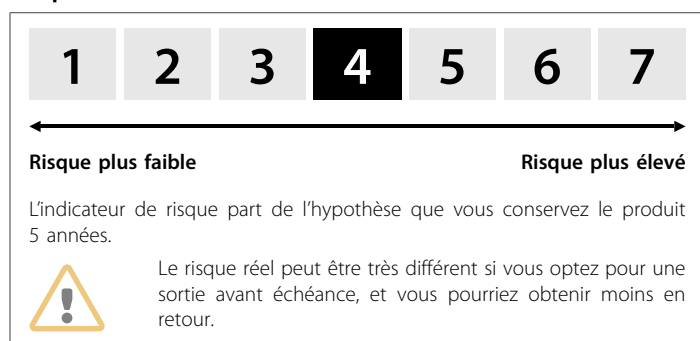 1 2 3 4 5 6 7
Risque plus faible Risque plus élevé
L'indicateur de risque part de l'hypothèse que vous conservez le produit
5 années.
Le risque réel peut être très différent si vous optez pour une
sortie avant échéance, et vous pourriez obtenir moins en
retour.